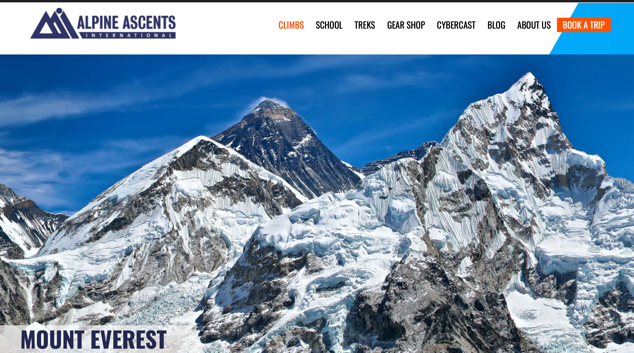 ALPINE ASCENTS
INTERNATIONAL
CLIMBS SCHOOL TREKS GEAR SHOP CYBERCAST BLOG ABOUT US BOOK A TRIP
MOUNT EVEREST